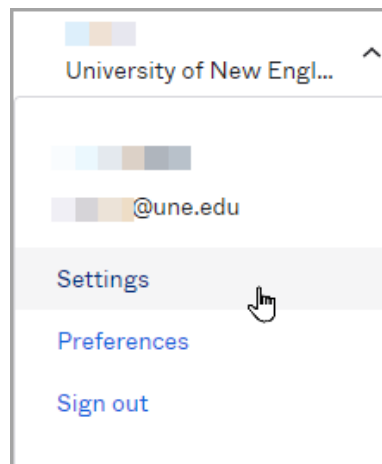 University of New Engl...
@une.edu
Settings
Preferences
Sign out